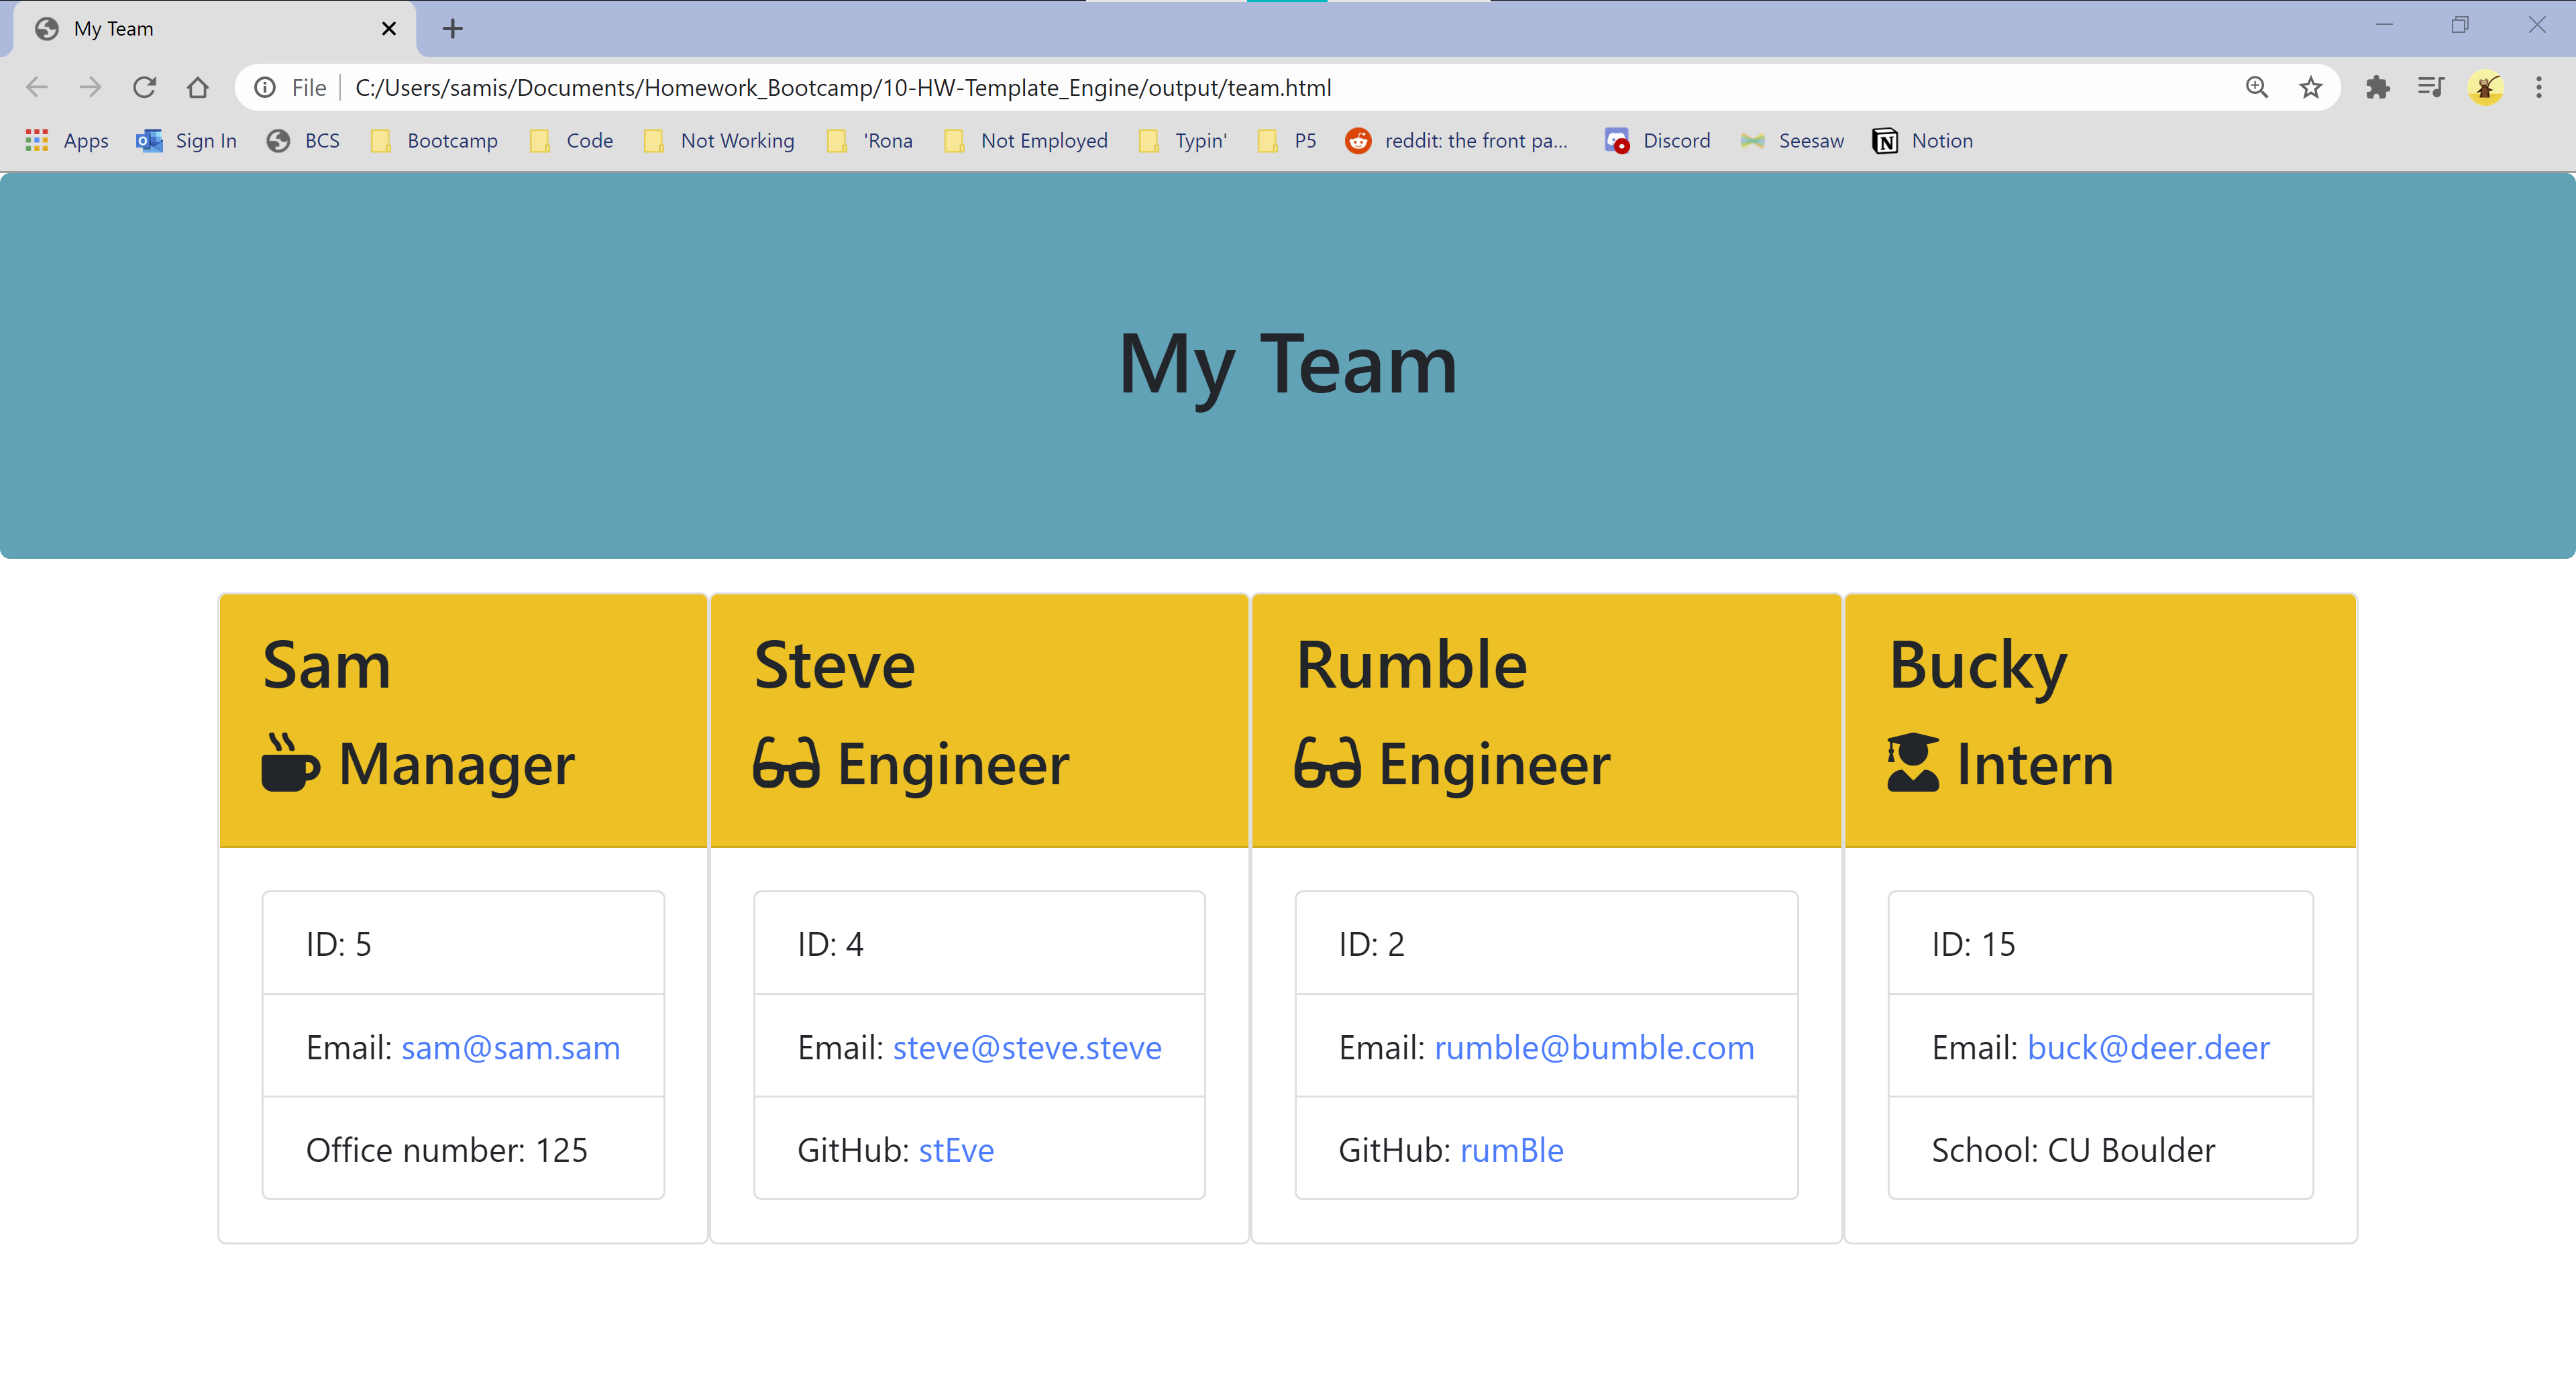 My Team
File C:/Users/samis/Documents/Homework_Bootcamp/10-HW-Template_Engine/output/team.html
Apps Sign In BCS Bootcamp Code Not Working 'Rona Not Employed Typin' P5 reddit: the front pa... Discord Seesaw Notion
My Team
Sam
Manager
ID: 5
Email: sam@sam.sam
Office number: 125
Steve
Engineer
ID: 4
Email: steve@steve.steve
GitHub: stEve
Rumble
Engineer
ID: 2
Email: rumble@bumble.com
GitHub: rumBle
Bucky
Intern
ID: 15
Email: buck@deer.deer
School: CU Boulder